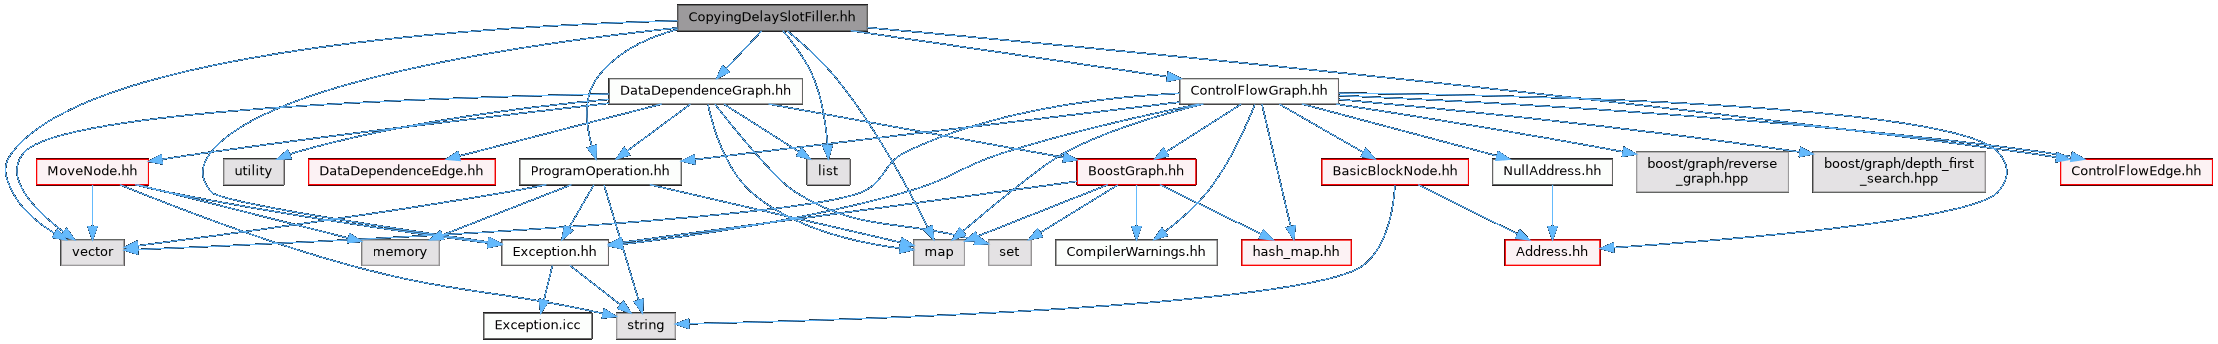 CopyingDelaySlotFiller.hh
DataDependenceGraph.hh
ControlFlowGraph.hh
MoveNode.hh
utility
DataDependenceEdge.hh
ProgramOperation.hh
list
BoostGraph.hh
BasicBlockNode.hh
NullAddress.hh
boost/graph/reverse
_graph.hpp
boost/graph/depth_first
_search.hpp
ControlFlowEdge.hh
vector
memory
Exception.hh
map
set
CompilerWarnings.hh
hash_map.hh
Address.hh
Exception.icc
string